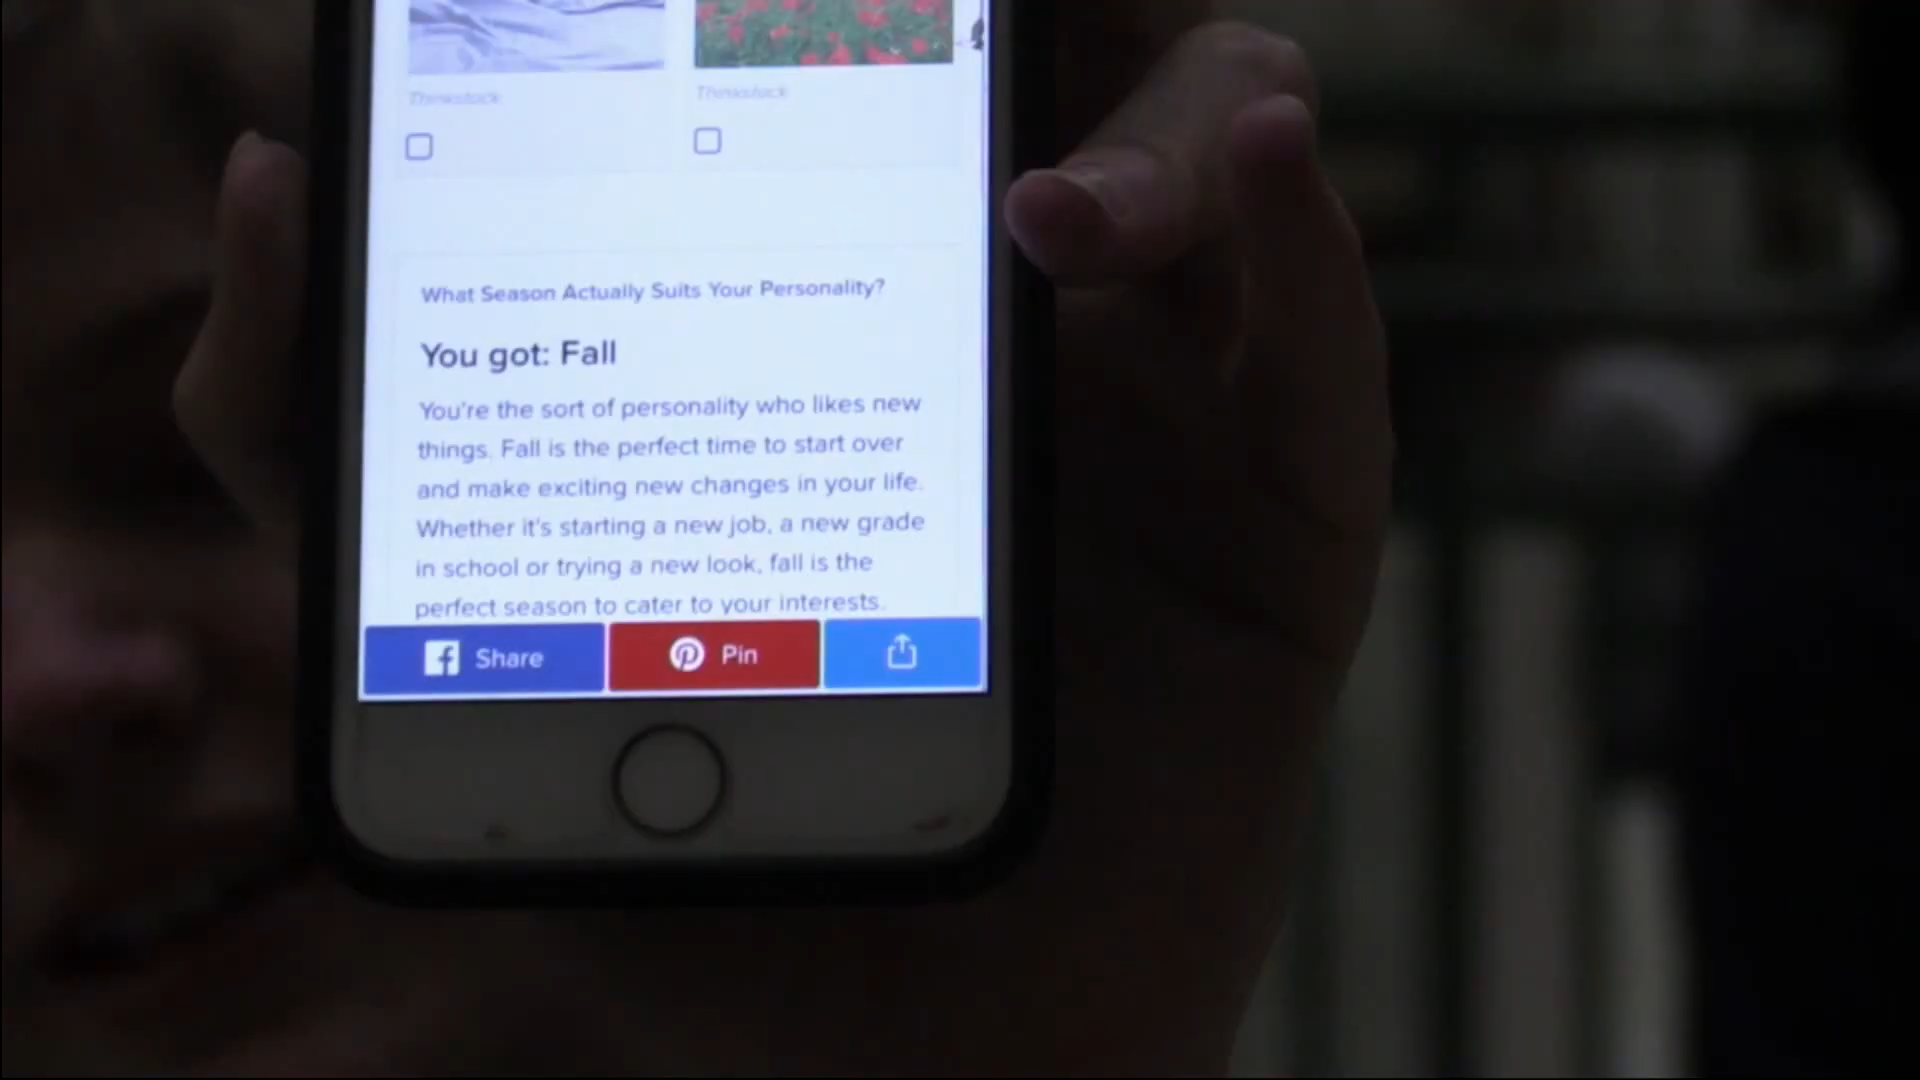 Thinkstock
Thinkstock
What Season Actually Suits Your Personality?
You got: Fall
You're the sort of personality who likes new
things. Fall is the perfect time to start over
and make exciting new changes in your life.
Whether it's starting a new job, a new grade
in school or trying a new look, fall is the
perfect season to cater to your interests.
Share
Pin